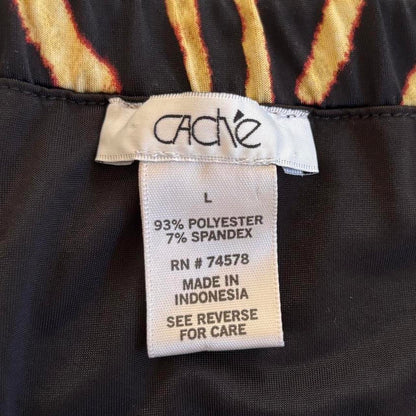 CAChé
L
93% POLYESTER
7% SPANDEX
RN # 74578
MADE IN
INDONESIA
SEE REVERSE
FOR CARE